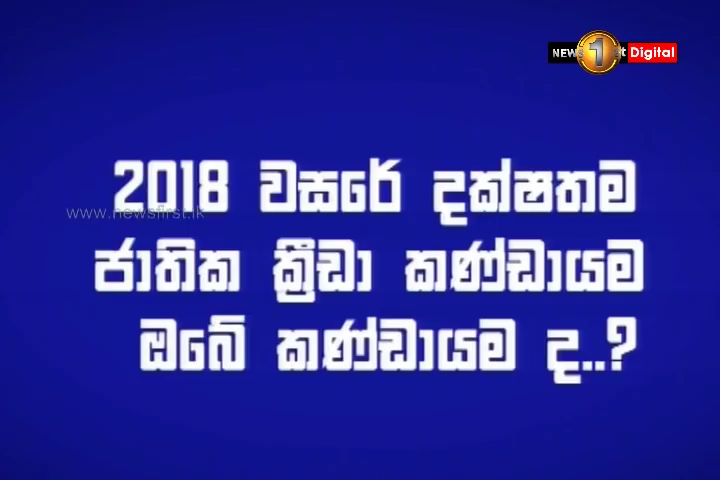 NEWS 1st Digital
2018 වසරේ දක්ෂතම
www.newsfirst.lk
ජාතික ක්‍රීඩා කණ්ඩායම
ඔබේ කණ්ඩායම ද..?